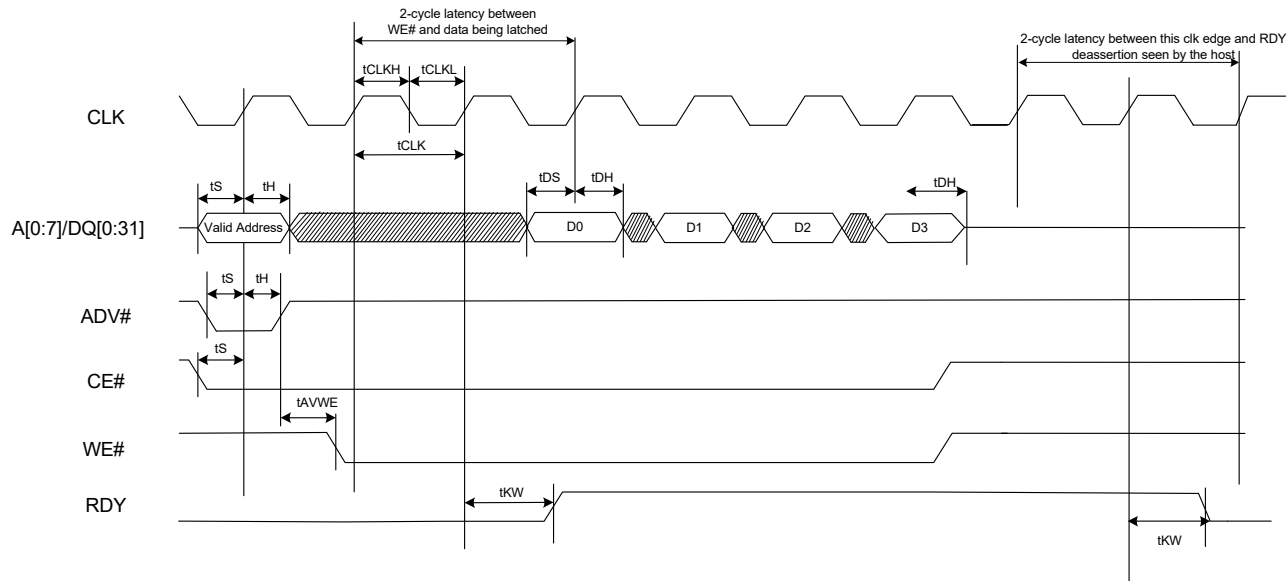 2-cycle latency between
WE# and data being latched
2-cycle latency between this clk edge and RDY
deassertion seen by the host
tCLKH
tCLKL
CLK
tCLK
tS
tH
tDS
tDH
tDH
A[0:7]/DQ[0:31]
Valid Address
D0
D1
D2
D3
tS
tH
ADV#
tS
CE#
tAVWE
WE#
tKW
RDY
tKW